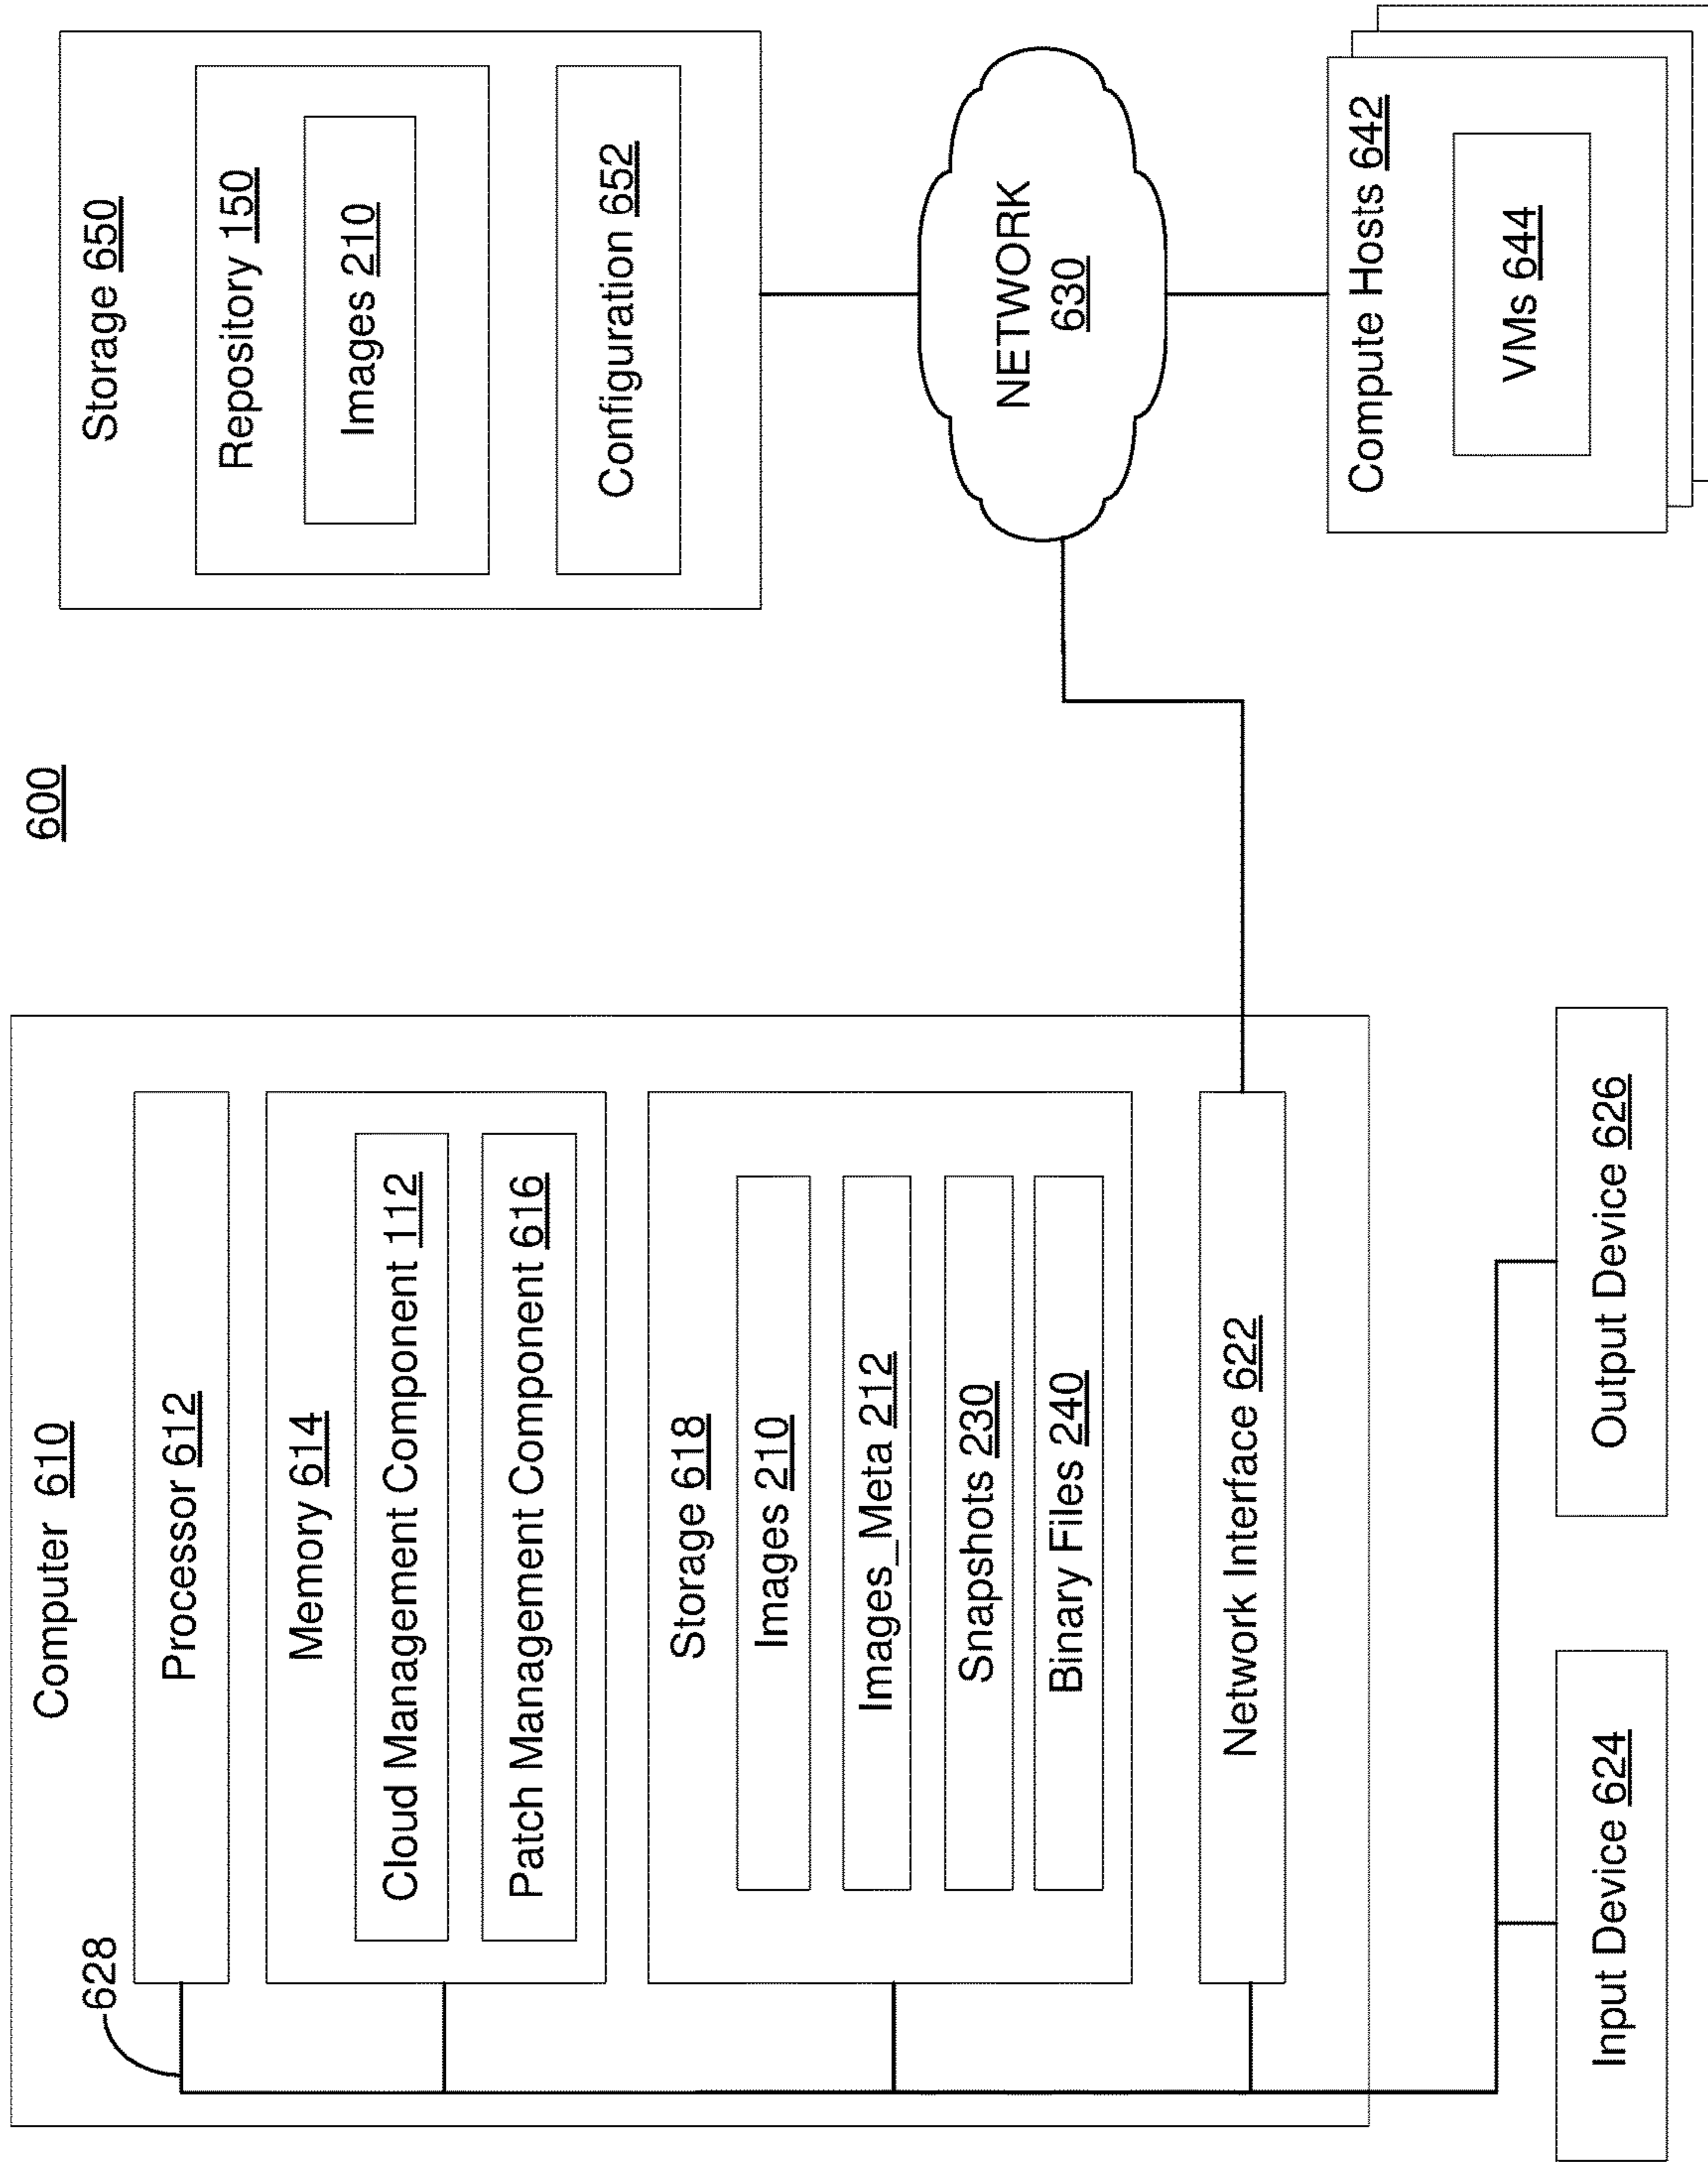 600
Computer 610
628
Processor 612
Memory 614
Cloud Management Component 112
Patch Management Component 616
Storage 618
Images 210
Images_Meta 212
Snapshots 230
Binary Files 240
Network Interface 622
Input Device 624
Output Device 626
Storage 650
Repository 150
Images 210
Configuration 652
NETWORK
630
Compute Hosts 642
VMs 644